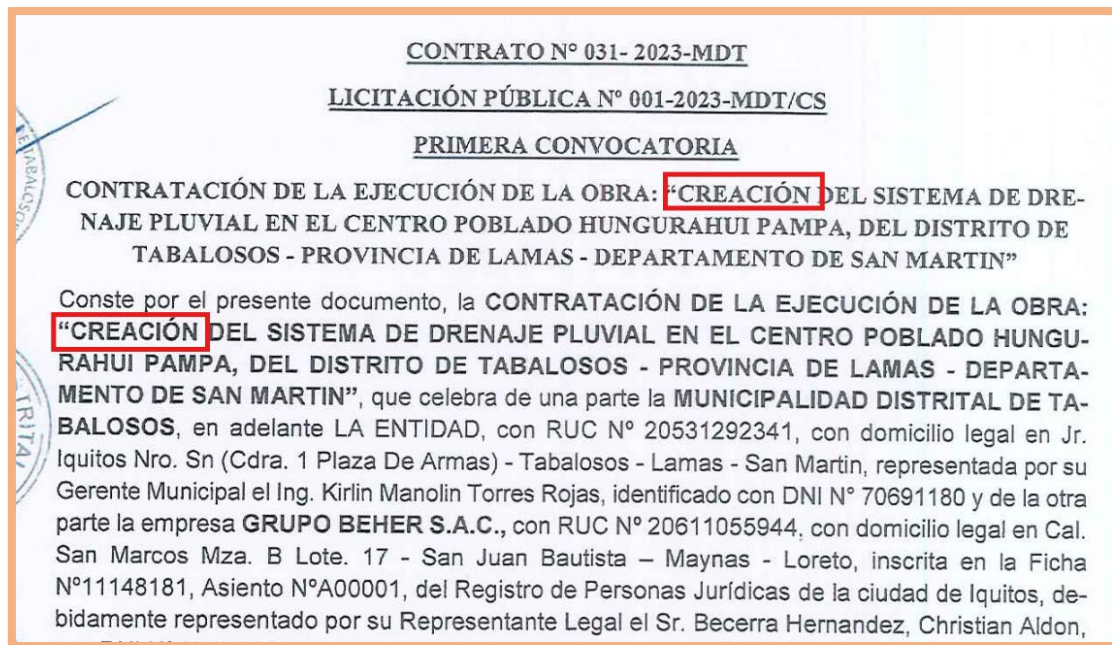 CONTRATO Nº 031- 2023-MDT
LICITACIÓN PÚBLICA Nº 001-2023-MDT/CS
PRIMERA CONVOCATORIA
CONTRATACIÓN DE LA EJECUCIÓN DE LA OBRA: “CREACIÓN DEL SISTEMA DE DRE-
NAJE PLUVIAL EN EL CENTRO POBLADO HUNGURAHUI PAMPA, DEL DISTRITO DE
TABALOSOS - PROVINCIA DE LAMAS - DEPARTAMENTO DE SAN MARTIN”
Conste por el presente documento, la CONTRATACIÓN DE LA EJECUCIÓN DE LA OBRA:
“CREACIÓN DEL SISTEMA DE DRENAJE PLUVIAL EN EL CENTRO POBLADO HUNGU-
RAHUI PAMPA, DEL DISTRITO DE TABALOSOS - PROVINCIA DE LAMAS - DEPARTA-
MENTO DE SAN MARTIN”, que celebra de una parte la MUNICIPALIDAD DISTRITAL DE TA-
BALOSOS, en adelante LA ENTIDAD, con RUC Nº 20531292341, con domicilio legal en Jr.
Iquitos Nro. Sn (Cdra. 1 Plaza De Armas) - Tabalosos - Lamas - San Martin, representada por su
Gerente Municipal el Ing. Kirlin Manolin Torres Rojas, identificado con DNI N° 70691180 y de la otra
parte la empresa GRUPO BEHER S.A.C., con RUC Nº 20611055944, con domicilio legal en Cal.
San Marcos Mza. B Lote. 17 - San Juan Bautista – Maynas - Loreto, inscrita en la Ficha
Nº11148181, Asiento NºA00001, del Registro de Personas Jurídicas de la ciudad de Iquitos, de-
bidamente representado por su Representante Legal el Sr. Becerra Hernandez, Christian Aldon,
E TABALOSOS
TRITAL